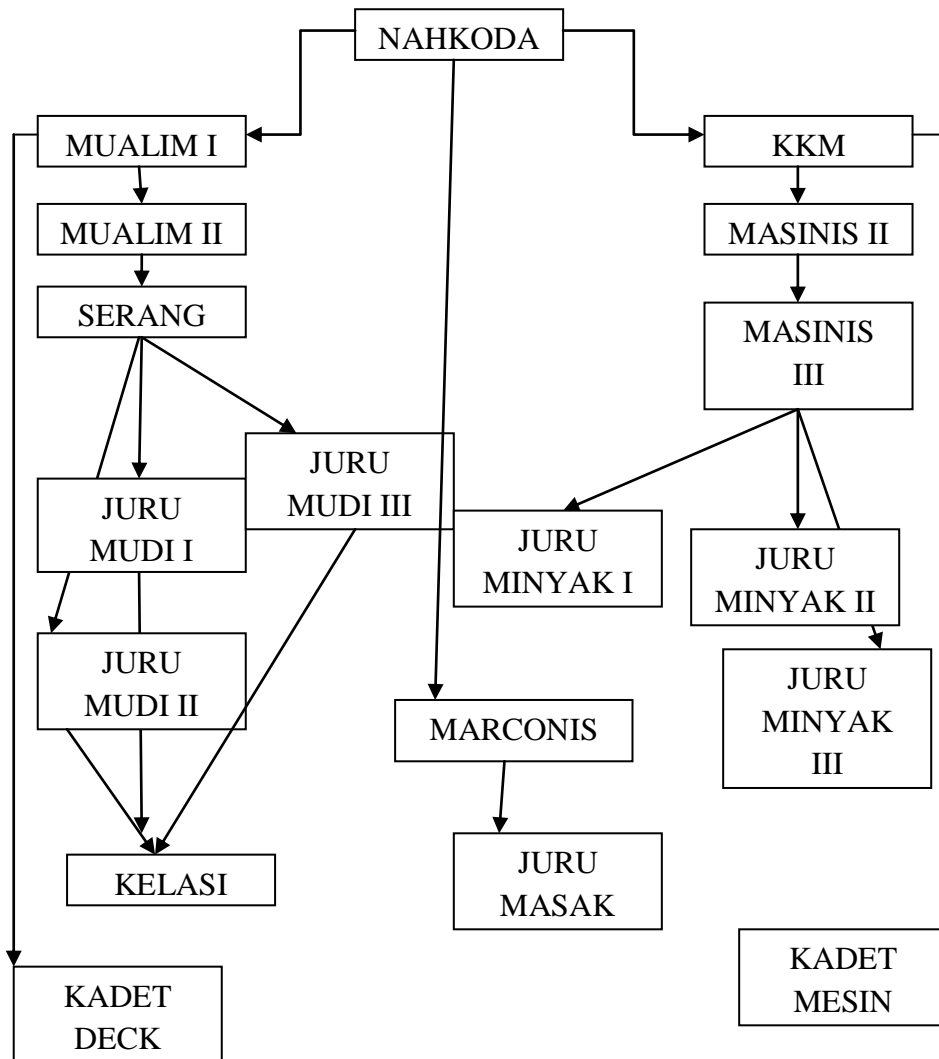 NAHKODA
MUALIM I
KKM
MUALIM II
MASINIS II
SERANG
MASINIS
III
JURU
MUDI III
JURU
MUDI I
JURU
MINYAK I
JURU
MINYAK II
JURU
MUDI II
JURU
MINYAK
III
MARCONIS
KELASI
JURU
MASAK
KADET
MESIN
KADET
DECK